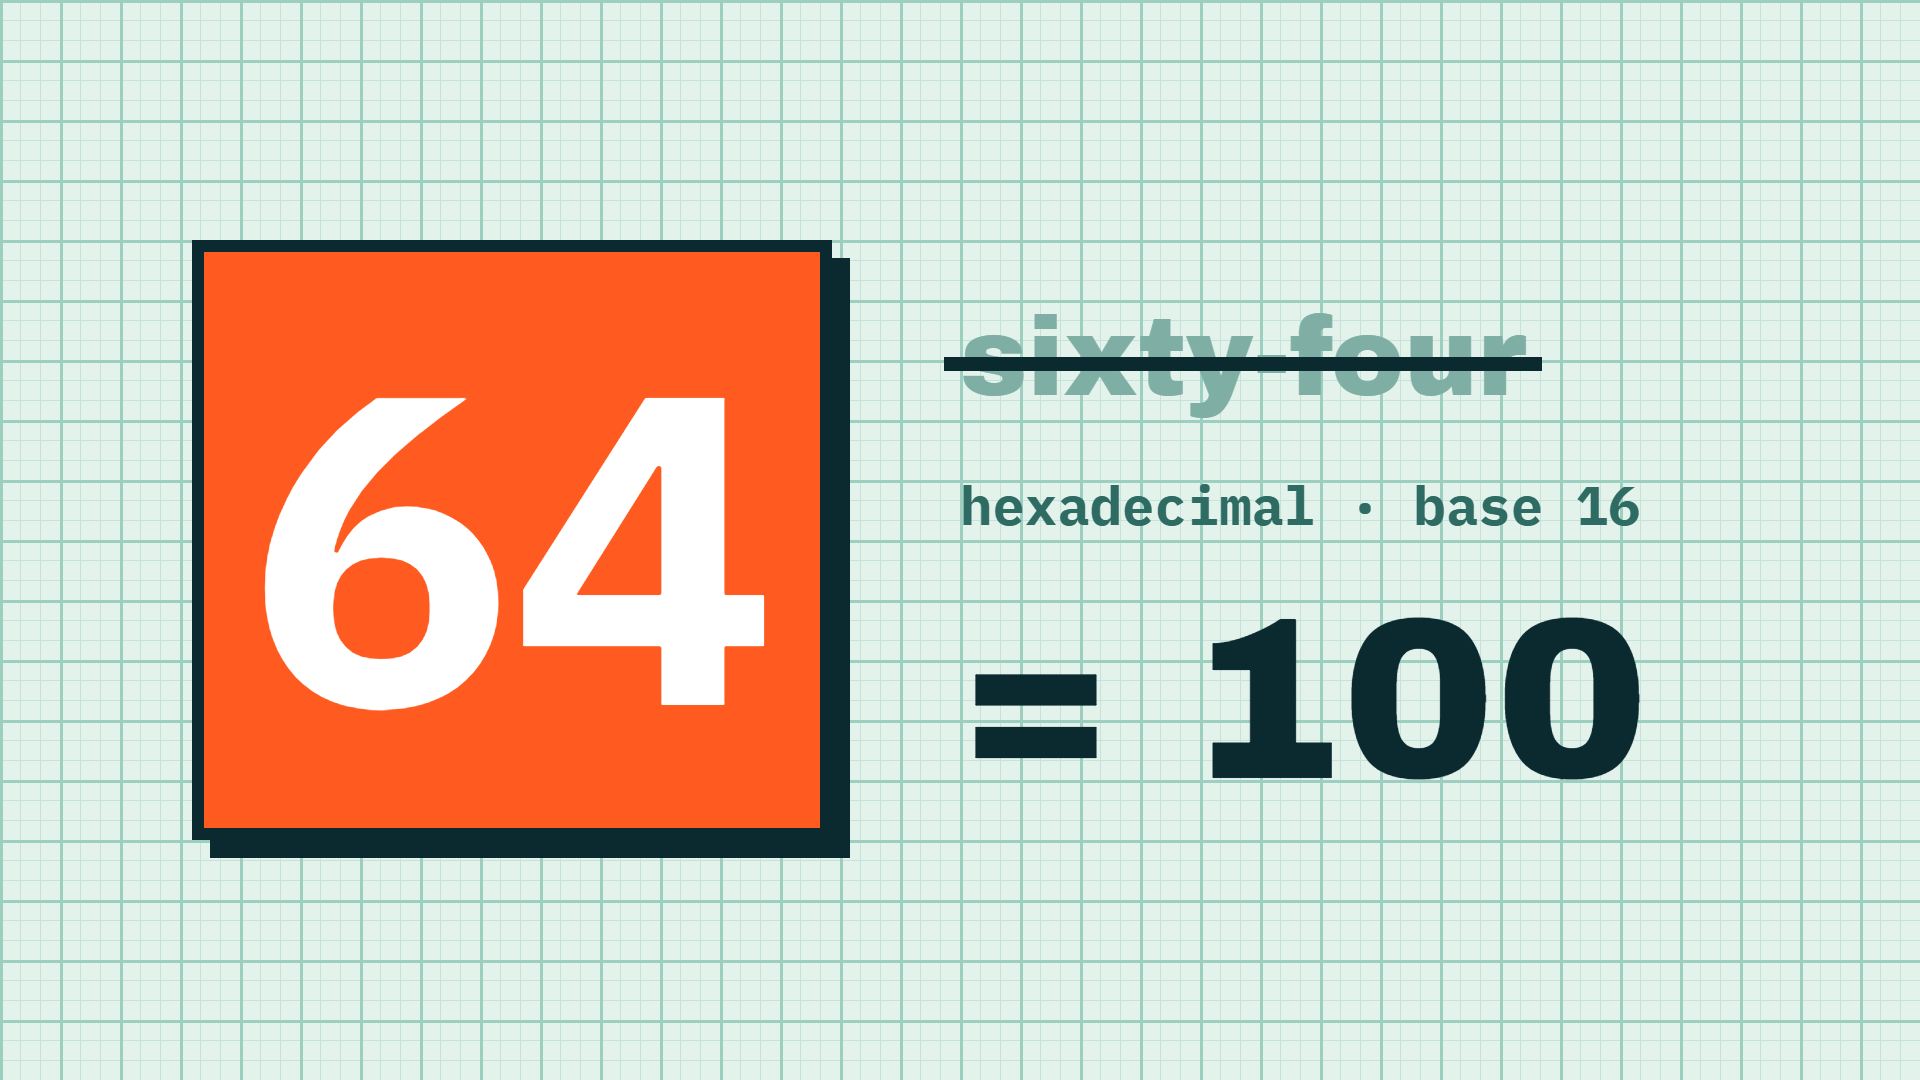 64
sixty-four
hexadecimal · base 16
= 100